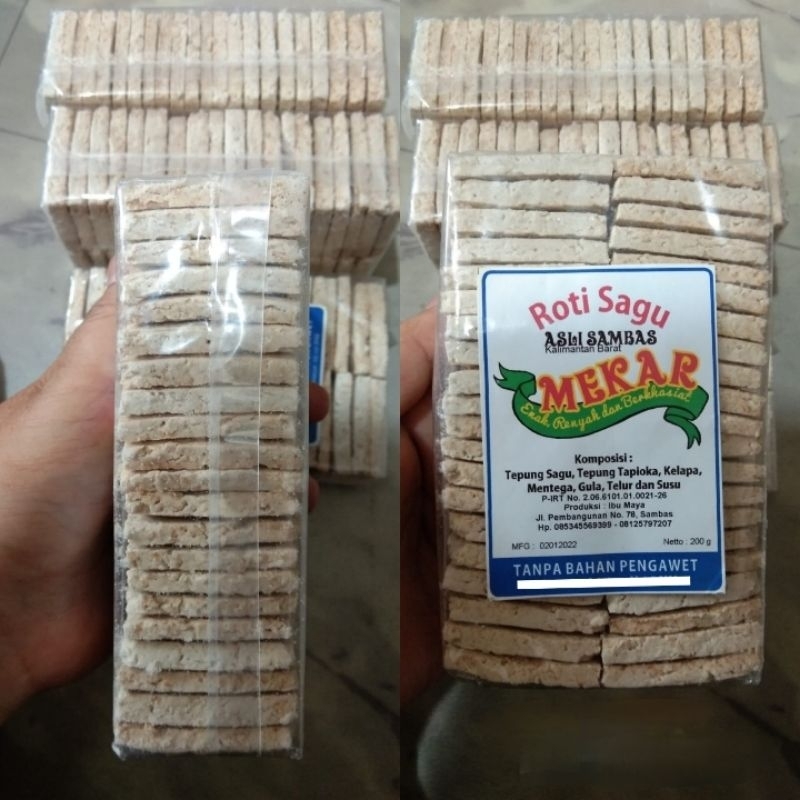 Roti Sagu
ASLI SAMBAS
Kalimantan Barat
MEKAR
Enak, Renyah dan Berkhasiat
Komposisi :
Tepung Sagu, Tepung Tapioka, Kelapa,
Mentega, Gula, Telur dan Susu
P-IRT No. 2.06.6101.01.0021-26
Produksi : Ibu Maya
Jl. Pembangunan No. 78, Sambas
Hp. 085345569399 - 08125797207
MFG : 02012022 Netto : 200 g
TANPA BAHAN PENGAWET